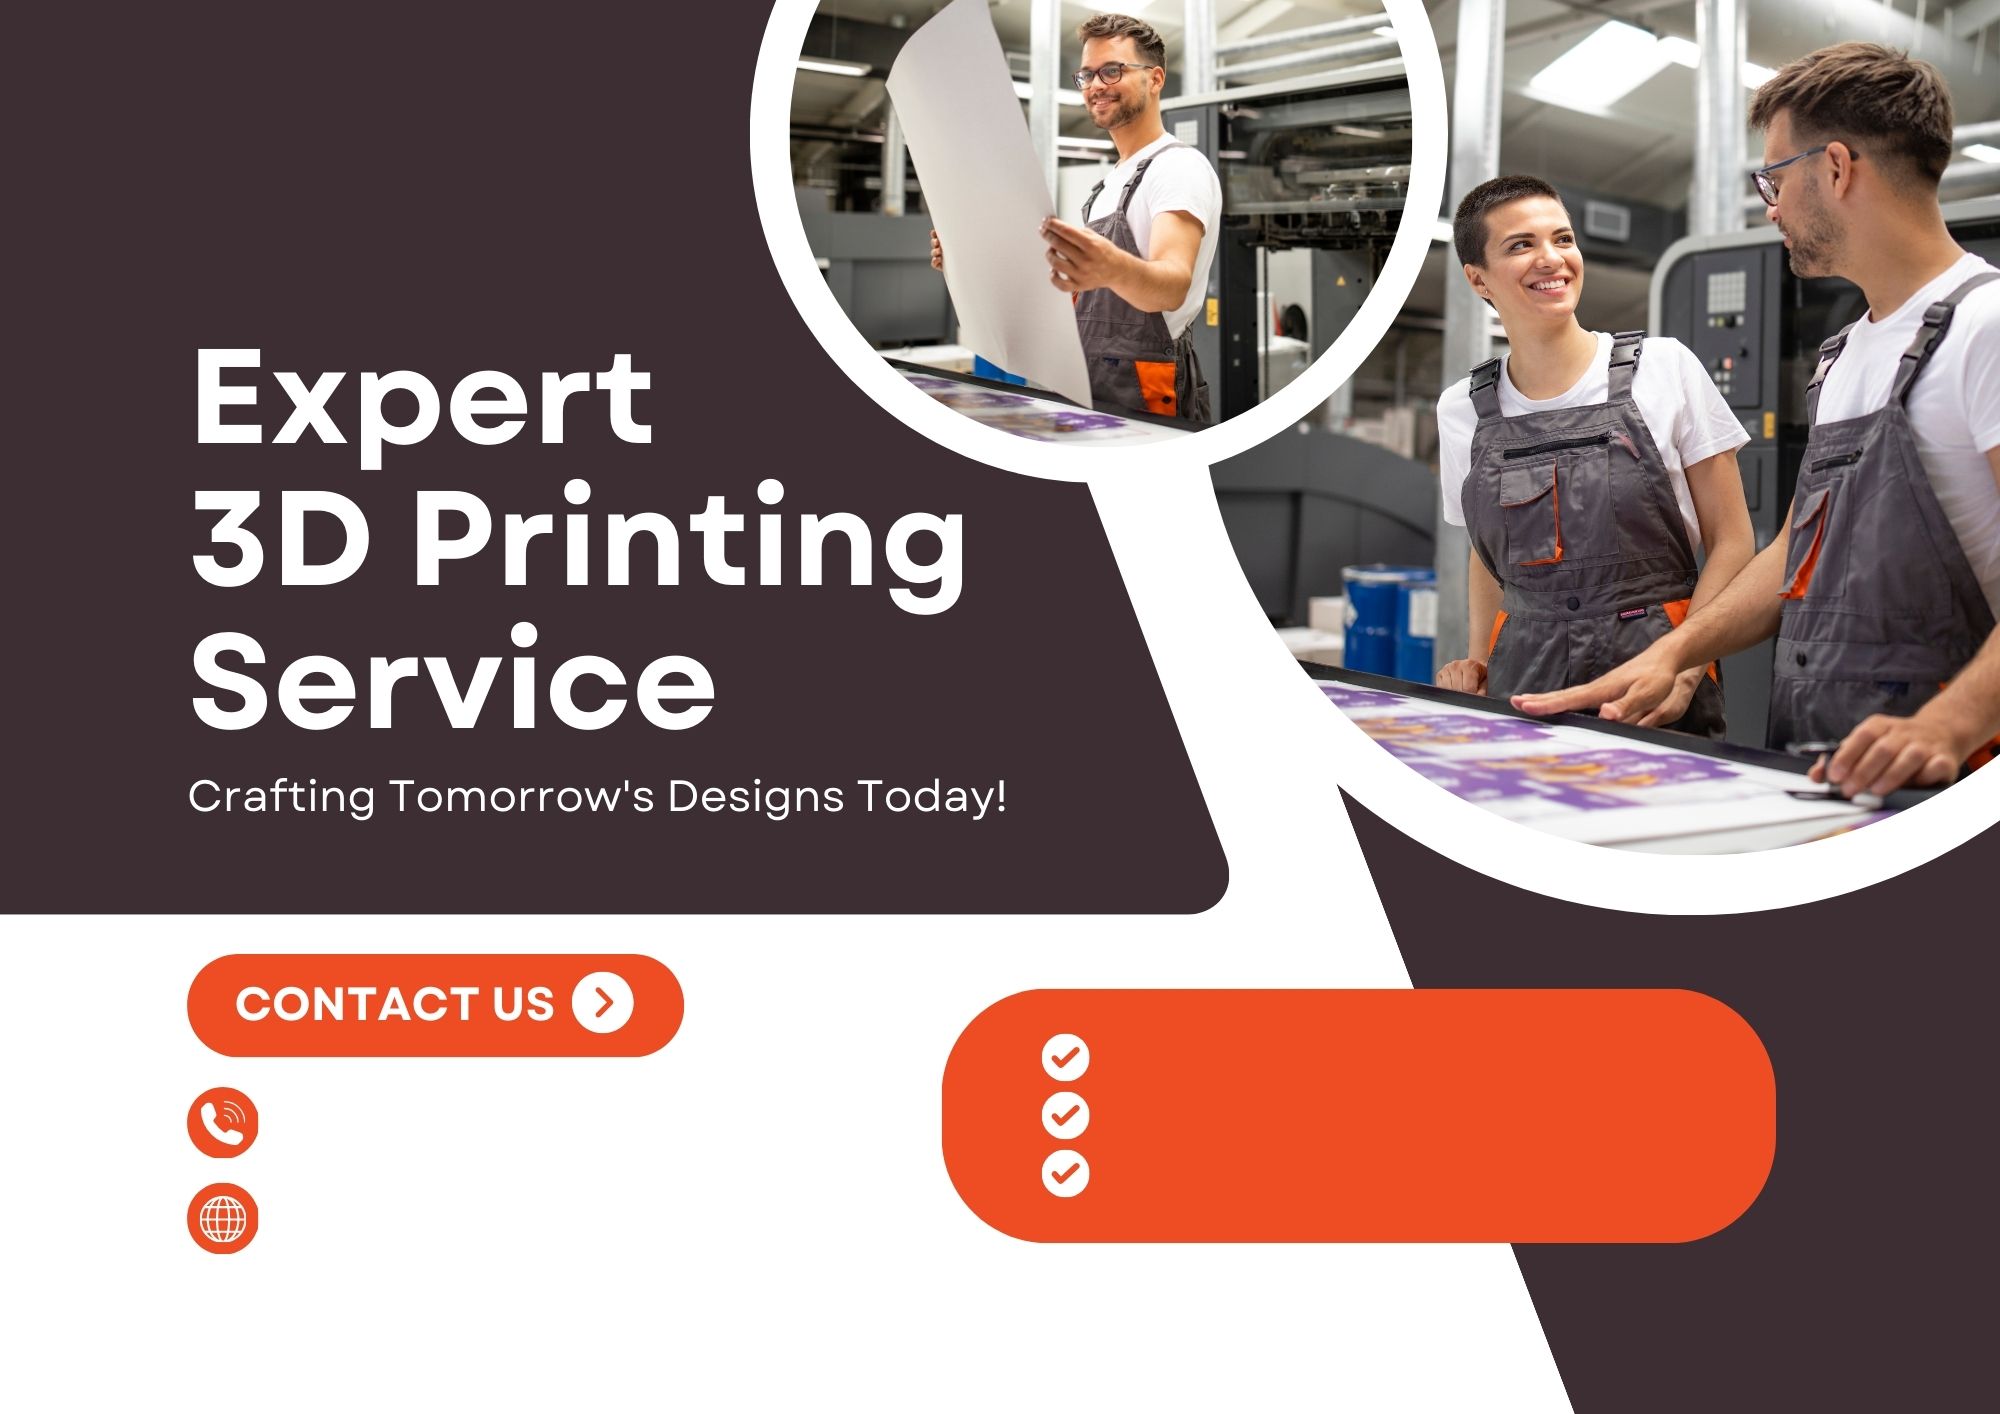 Expert
3D Printing
Service
Crafting Tomorrow's Designs Today!
CONTACT US